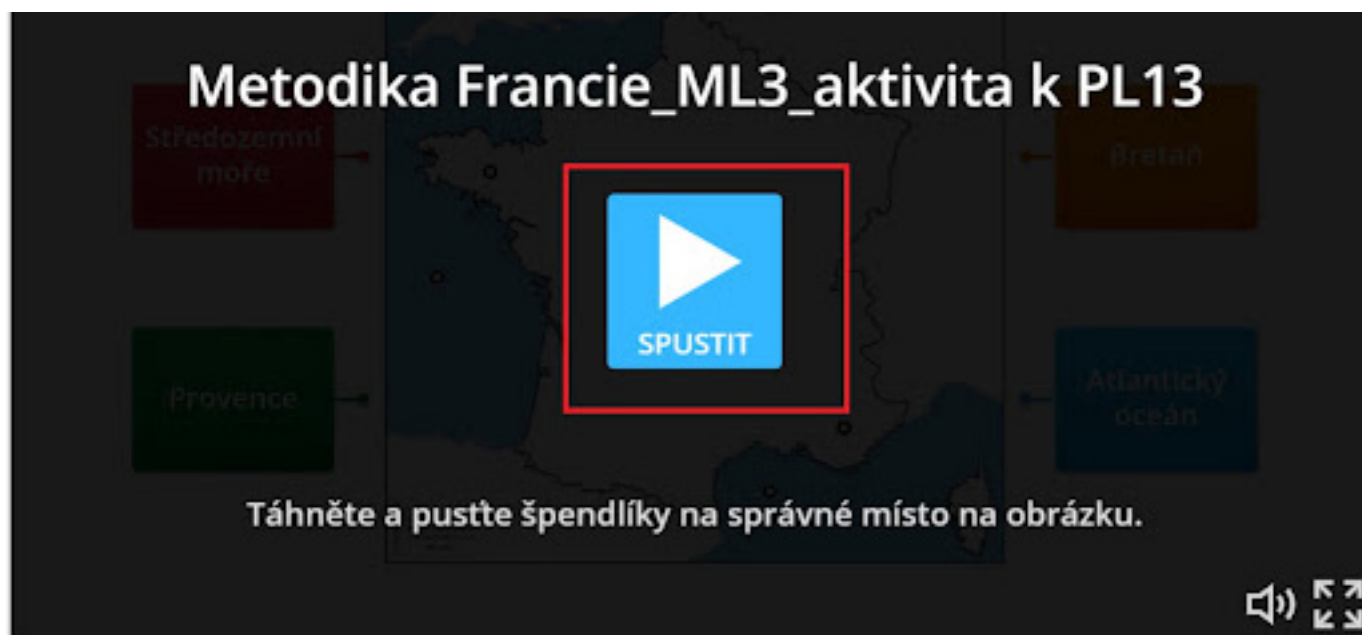 Metodika Francie_ML3_aktivita k PL13
Středozemní
moře
Bretaň
SPUSTIT
Provence
Atlantický
oceán
Táhněte a pusťte špendlíky na správné místo na obrázku.